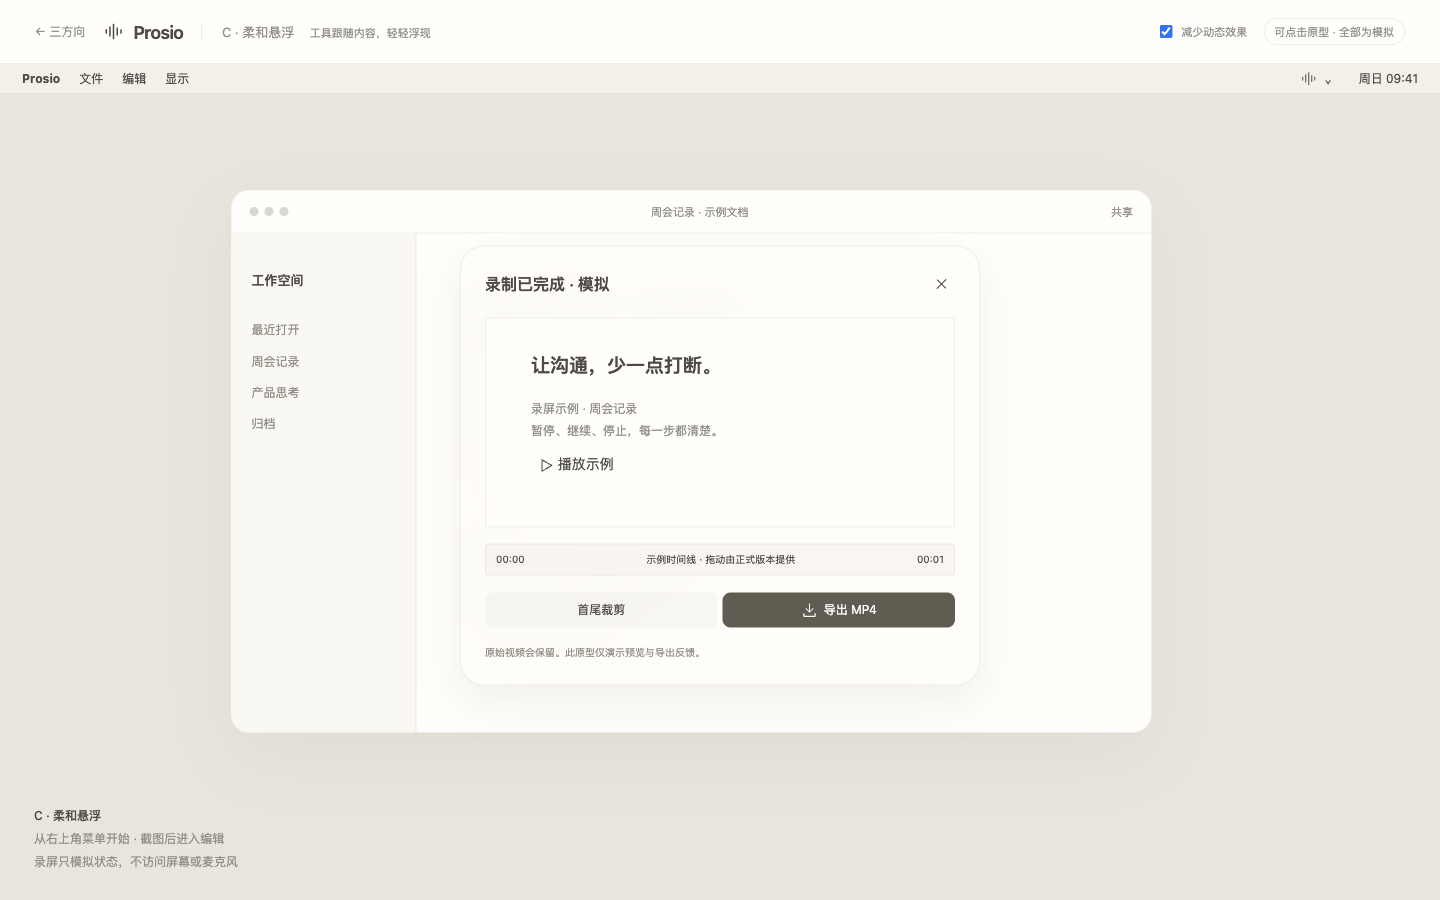 ← 三方向
Prosio
C · 柔和悬浮
工具跟随内容，轻轻浮现
减少动态效果
可点击原型 · 全部为模拟
Prosio 文件 编辑 显示
周日 09:41
周会记录 · 示例文档
共享
工作空间
最近打开
周会记录
产品思考
归档
录制已完成 · 模拟
让沟通，少一点打断。
录屏示例 · 周会记录
暂停、继续、停止，每一步都清楚。
播放示例
00:00 示例时间线 · 拖动由正式版本提供 00:01
首尾裁剪
导出 MP4
原始视频会保留。此原型仅演示预览与导出反馈。
C · 柔和悬浮
从右上角菜单开始 · 截图后进入编辑
录屏只模拟状态，不访问屏幕或麦克风